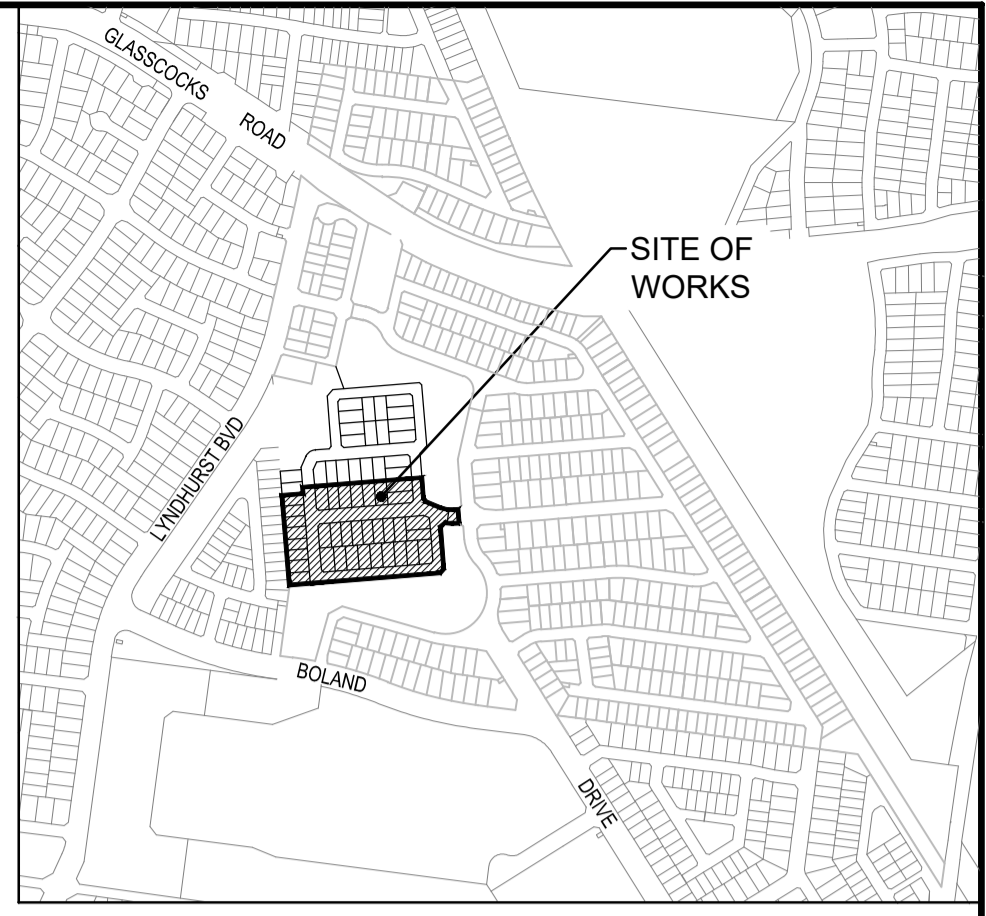 GLASSCOCKS
ROAD
SITE OF
WORKS
LYNDHURST BVD
BOLAND
DRIVE